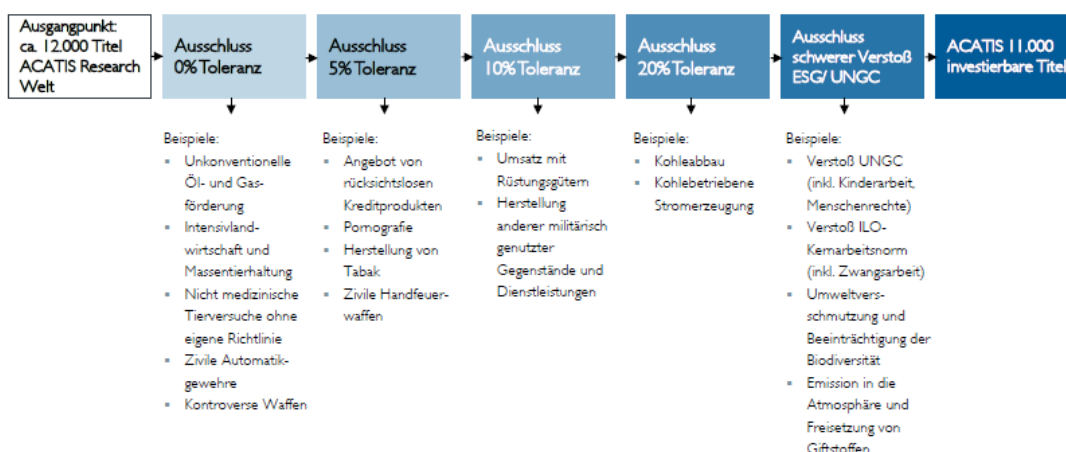 Ausgangpunkt:
ca. 12.000 Titel
ACATIS Research
Welt
Ausschluss
0% Toleranz
Ausschluss
5% Toleranz
Ausschluss
10% Toleranz
Ausschluss
20% Toleranz
Ausschluss
schwerer Verstoß
ESG/ UNGC
ACATIS 11.000
investierbare Titel
Beispiele:
▪ Unkonventionelle
Öl- und Gas-
förderung
▪ Intensivland-
wirtschaft und
Massentierhaltung
▪ Nicht medizinische
Tierversuche ohne
eigene Richtlinie
▪ Zivile Automatik-
gewehre
▪ Kontroverse Waffen
Beispiele:
▪ Angebot von
rücksichtslosen
Kreditprodukten
▪ Pornografie
▪ Herstellung von
Tabak
▪ Zivile Handfeuer-
waffen
Beispiele:
▪ Umsatz mit
Rüstungsgütern
▪ Herstellung
anderer militärisch
genutzter
Gegenstände und
Dienstleistungen
Beispiele:
▪ Kohleabbau
▪ Kohlebetriebene
Stromerzeugung
Beispiele:
▪ Verstoß UNGC
(inkl. Kinderarbeit,
Menschenrechte)
▪ Verstoß ILO-
Kernarbeitsnorm
(inkl. Zwangsarbeit)
▪ Umweltvers-
schmutzung und
Beeinträchtigung der
Biodiversität
▪ Emission in die
Atmosphäre und
Freisetzung von
Giftstoffen